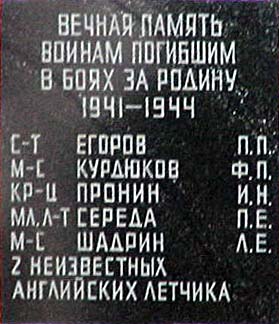 ВЕЧНАЯ ПАМЯТЬ
ВОИНАМ ПОГИБШИМ
В БОЯХ ЗА РОДИНУ
1941—1944
С-Т ЕГОРОВ П.П.
М-С КУРДЮКОВ Ф.П.
КР-Ц ПРОНИН И.Н.
МЛ.Л-Т СЕРЕДА П.Е.
М-С ШАДРИН Л.Е.
2 НЕИЗВЕСТНЫХ
АНГЛИЙСКИХ ЛЕТЧИКА